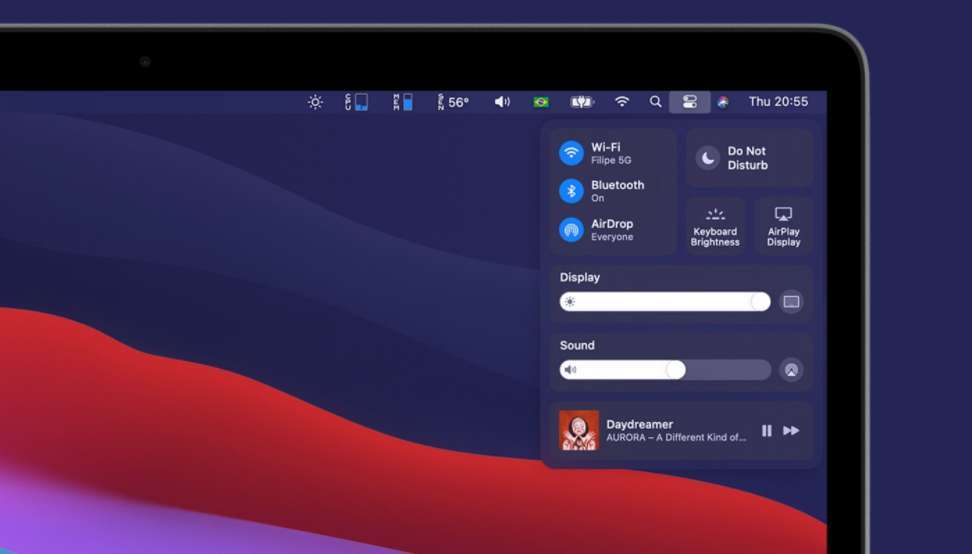 CPU
MEM
SEN 56°
Thu 20:55
Wi-Fi
Filipe 5G
Bluetooth
On
AirDrop
Everyone
Do Not
Disturb
Keyboard
Brightness
AirPlay
Display
Display
Sound
Daydreamer
AURORA – A Different Kind of...